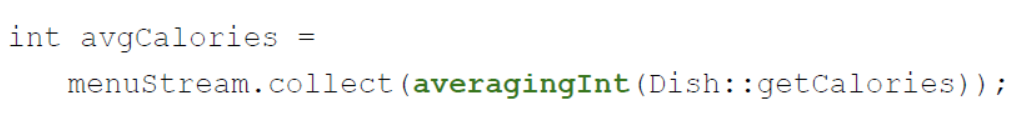 int avgCalories =
menuStream.collect(averagingInt(Dish::getCalories));